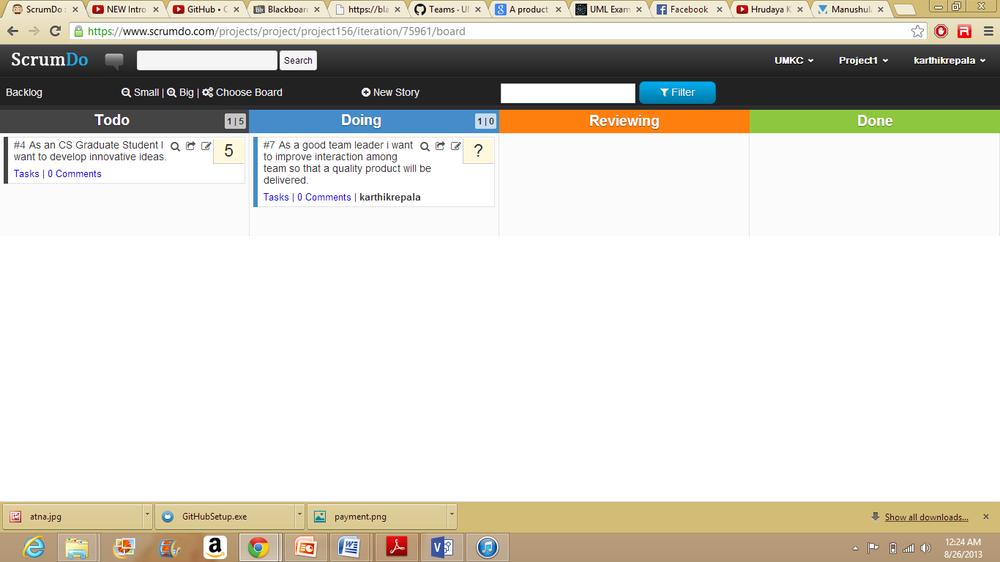 ScrumDo
NEW Intro
GitHub • C
Blackboard
https://bla
Teams · U
A product
UML Exam
Facebook
Hrudaya K
Manushul
https://www.scrumdo.com/projects/project/project156/iteration/75961/board
ScrumDo
Search
UMKC
Project1
karthikrepala
Backlog
Small | Big | Choose Board
New Story
Filter
Todo
1 | 5
Doing
1 | 0
Reviewing
Done
#4 As an CS Graduate Student I
want to develop innovative ideas.
5
Tasks | 0 Comments
#7 As a good team leader i want
to improve interaction among
team so that a quality product will be
delivered.
?
Tasks | 0 Comments | karthikrepala
atna.jpg
GitHubSetup.exe
payment.png
Show all downloads...
12:24 AM
8/26/2013